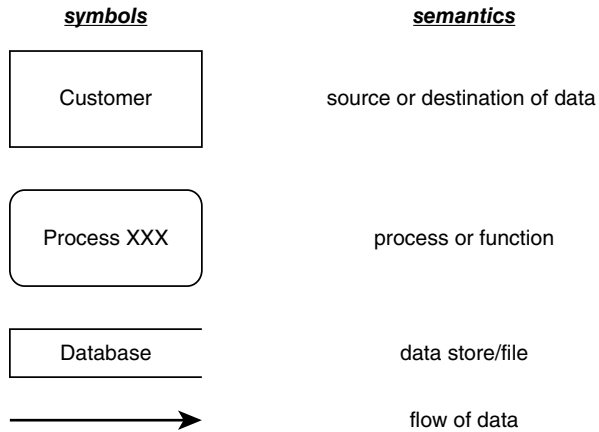 symbols semantics
Customer source or destination of data
Process XXX process or function
Database data store/file
flow of data